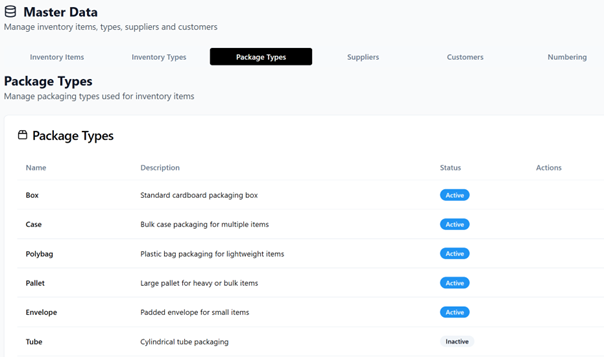 Master Data
Manage inventory items, types, suppliers and customers
Inventory Items Inventory Types Package Types Suppliers Customers Numbering
Package Types
Manage packaging types used for inventory items
Package Types
Name Description Status Actions
Box Standard cardboard packaging box Active
Case Bulk case packaging for multiple items Active
Polybag Plastic bag packaging for lightweight items Active
Pallet Large pallet for heavy or bulk items Active
Envelope Padded envelope for small items Active
Tube Cylindrical tube packaging Inactive